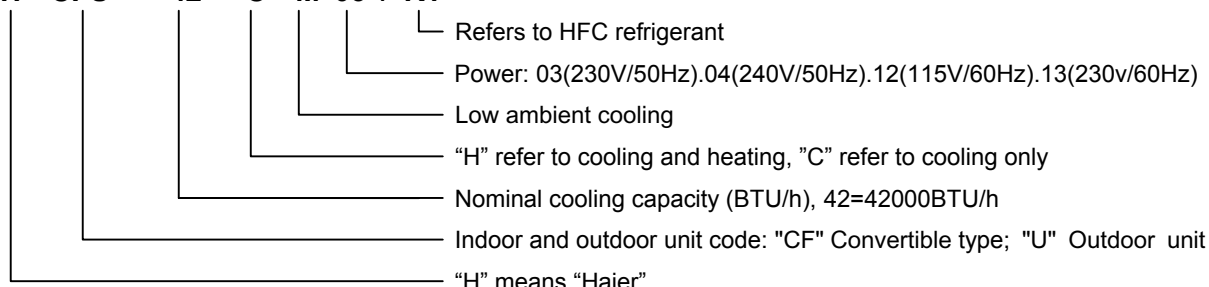 Refers to HFC refrigerant
Power: 03(230V/50Hz).04(240V/50Hz).12(115V/60Hz).13(230v/60Hz)
Low ambient cooling
“H” refer to cooling and heating, ”C” refer to cooling only
Nominal cooling capacity (BTU/h), 42=42000BTU/h
Indoor and outdoor unit code: "CF" Convertible type; "U" Outdoor unit
“H” means “Haier”